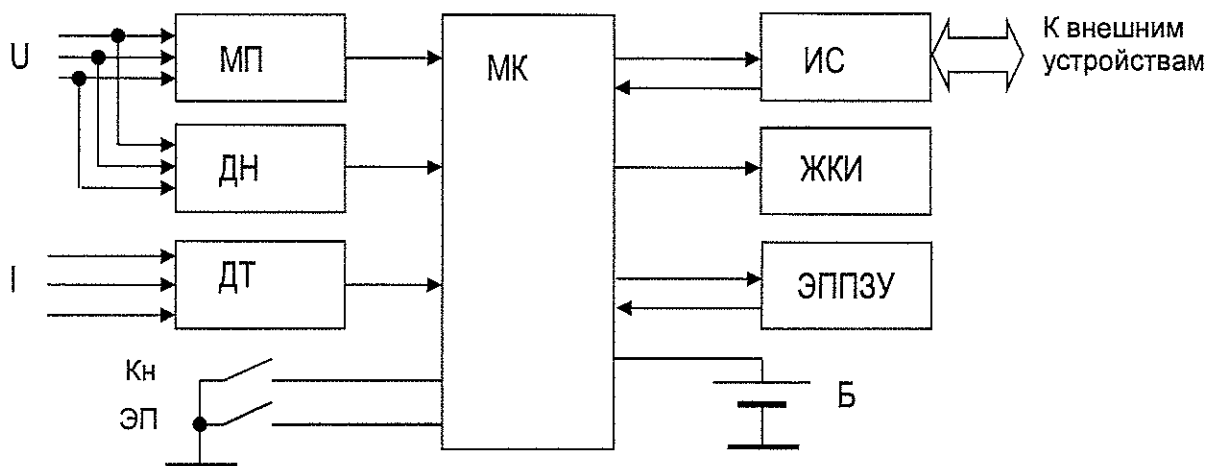 U
МП
МК
ИС
К внешним
устройствам
ДН
ЖКИ
I
ДТ
ЭППЗУ
Кн
ЭП
Б